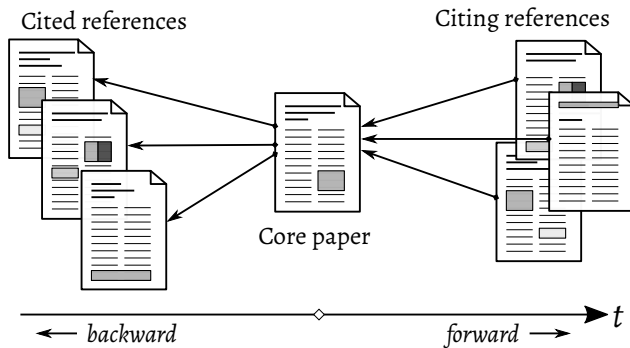 Cited references
Citing references
Core paper
t
backward
forward